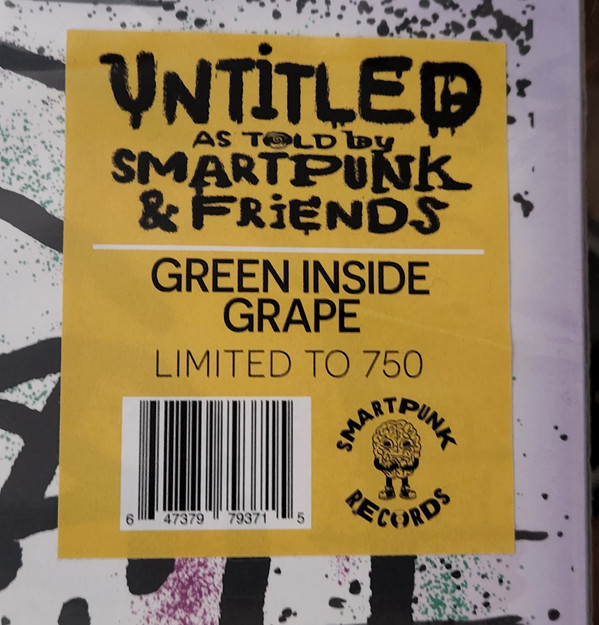 UNTiTLED
AS TOLD by
SMARTPUNK
& FRiENDS
GREEN INSIDE
GRAPE
LIMITED TO 750
6 47379 79371 5
SMARTPUNK
RECORDS